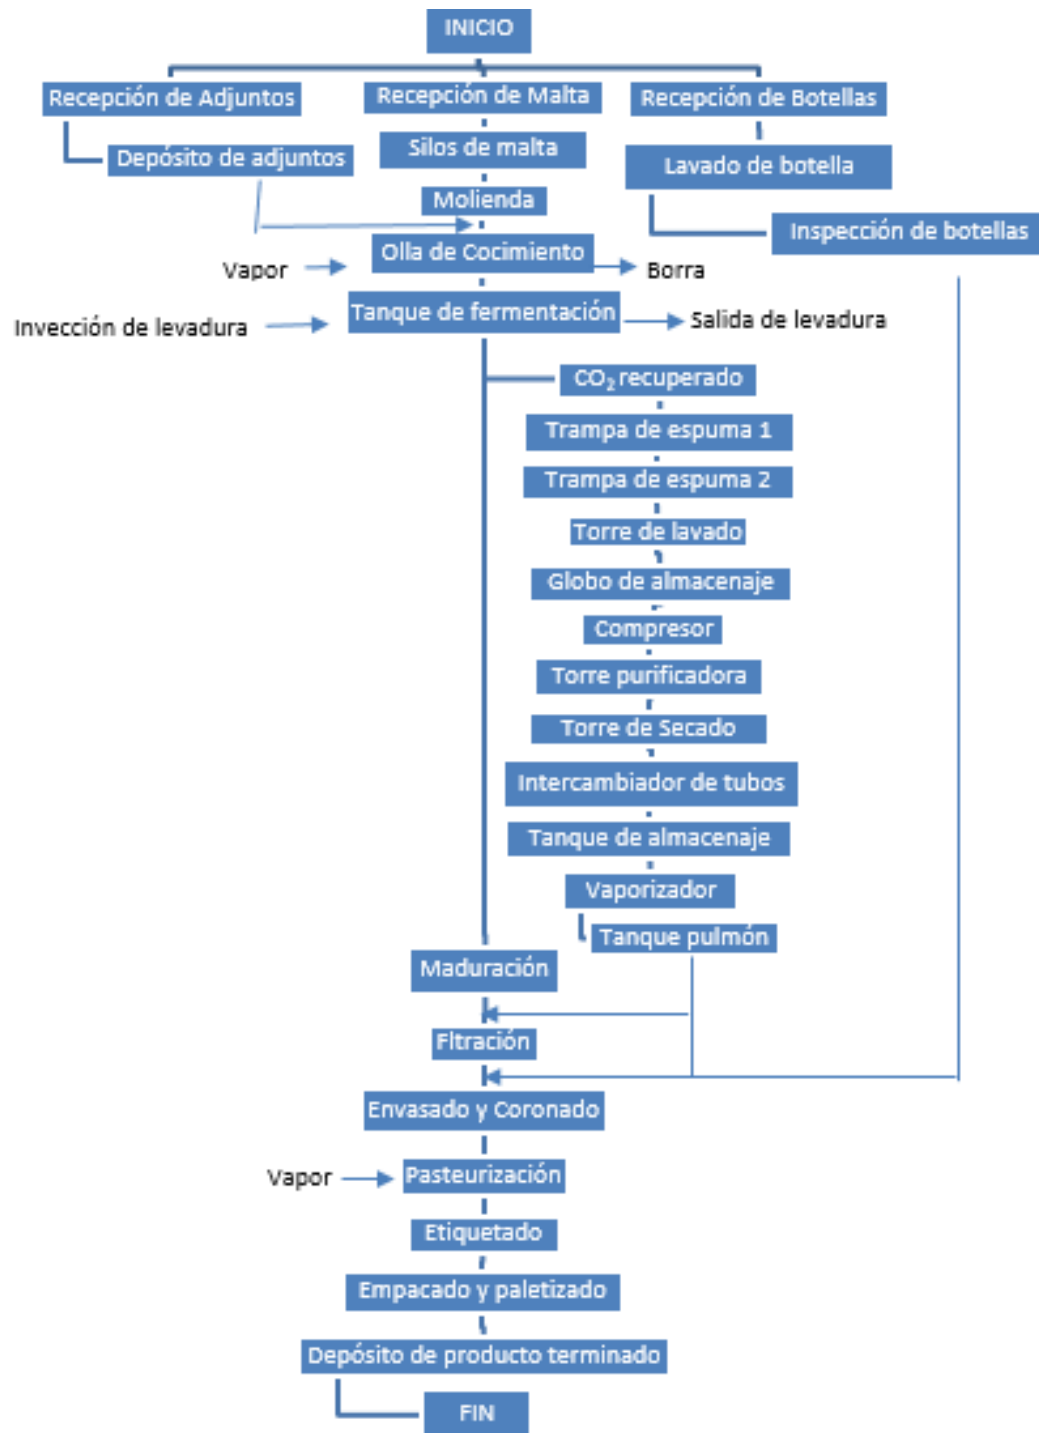 INICIO
Recepción de Adjuntos
Recepción de Malta
Recepción de Botellas
Depósito de adjuntos
Silos de malta
Lavado de botella
Molienda
Inspección de botellas
Olla de Cocimiento
Vapor
Borra
Tanque de fermentación
Invección de levadura
Salida de levadura
CO₂ recuperado
Trampa de espuma 1
Trampa de espuma 2
Torre de lavado
Globo de almacenaje
Compresor
Torre purificadora
Torre de Secado
Intercambiador de tubos
Tanque de almacenaje
Vaporizador
Tanque pulmón
Maduración
Fltración
Envasado y Coronado
Vapor
Pasteurización
Etiquetado
Empacado y paletizado
Depósito de producto terminado
FIN